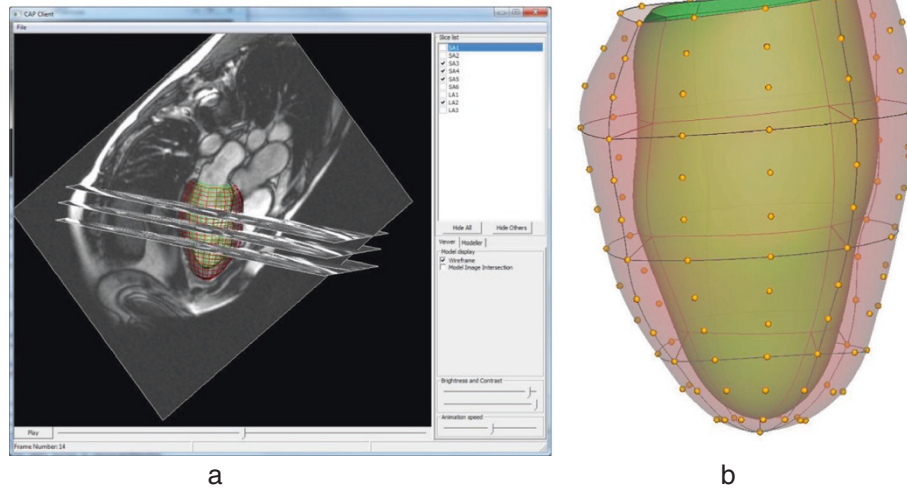 CAP Client
File
Slice list
SA1
SA2
SA3
SA4
SA5
SA6
LA1
LA2
LA3
Hide All Hide Others
Viewer Modeller
Model display
Wireframe
Model Image Intersection
Brightness and Contrast
Animation speed
Play
Frame Number: 14
a b